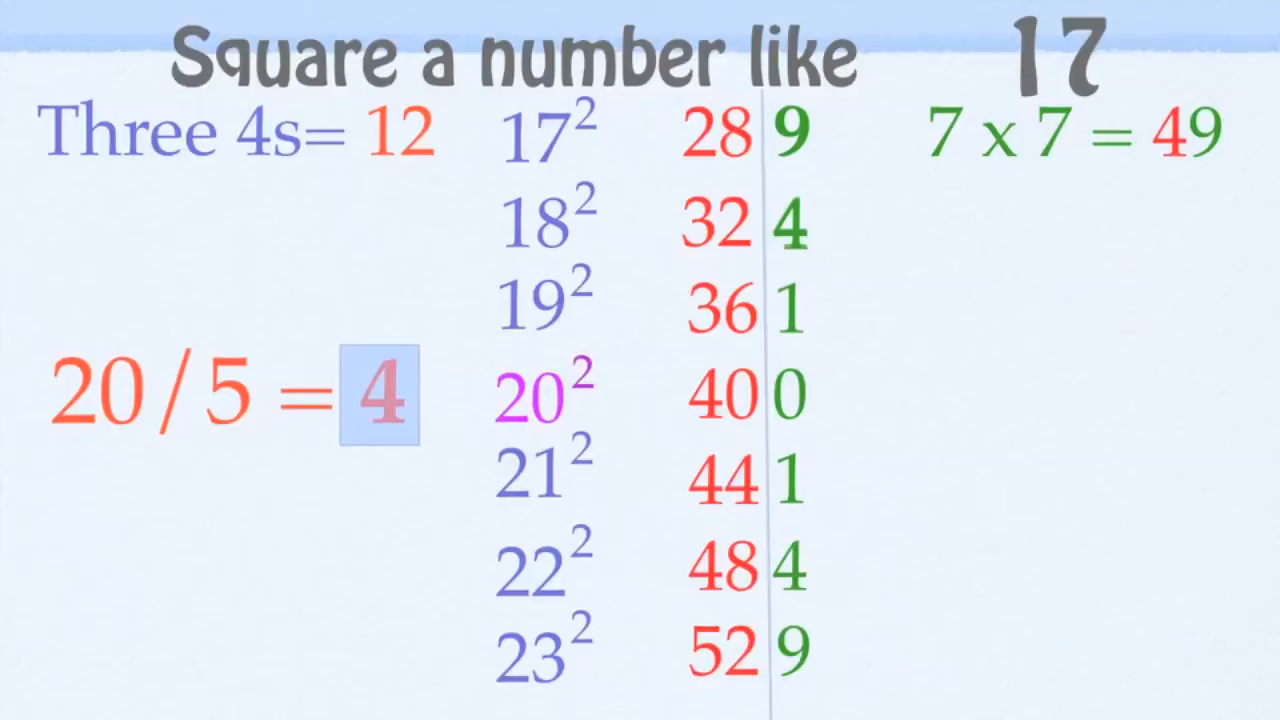 Square a number like 17
Three 4s= 12 17² 28 9 7 x 7 = 49
18² 32 4
19² 36 1
20/5 = 4 20² 40 0
21² 44 1
22² 48 4
23² 52 9